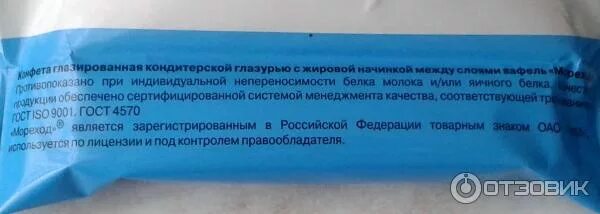 Конфета глазированная кондитерской глазурью с жировой начинкой между слоями вафель «Мореход»
Противопоказано при индивидуальной непереносимости белка молока и/или яичного белка.
продукции обеспечено сертифицированной системой менеджмента качества, соответствующей
ГОСТ ISO 9001. ГОСТ 4570
«Мореход»® является зарегистрированным в Российской Федерации товарным знаком ОАО
используется по лицензии и под контролем правообладателя.
ОТЗОВИК